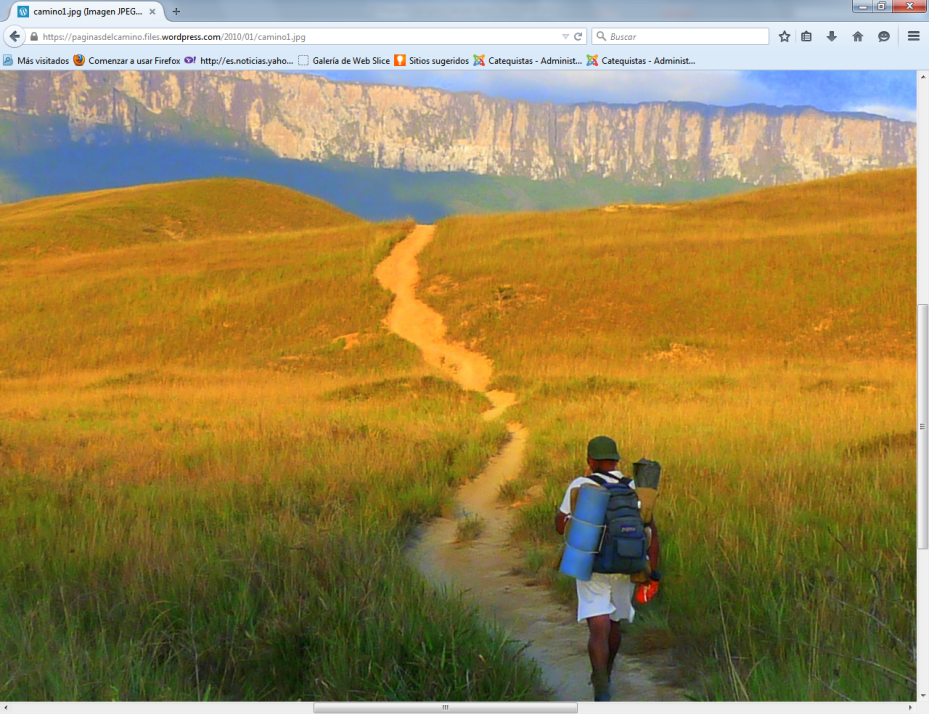 camino1.jpg (Imagen JPEG...
https://paginasdelcamino.files.wordpress.com/2010/01/camino1.jpg
Buscar
Más visitados Comenzar a usar Firefox http://es.noticias.yaho... Galería de Web Slice Sitios sugeridos Catequistas - Administ... Catequistas - Administ...